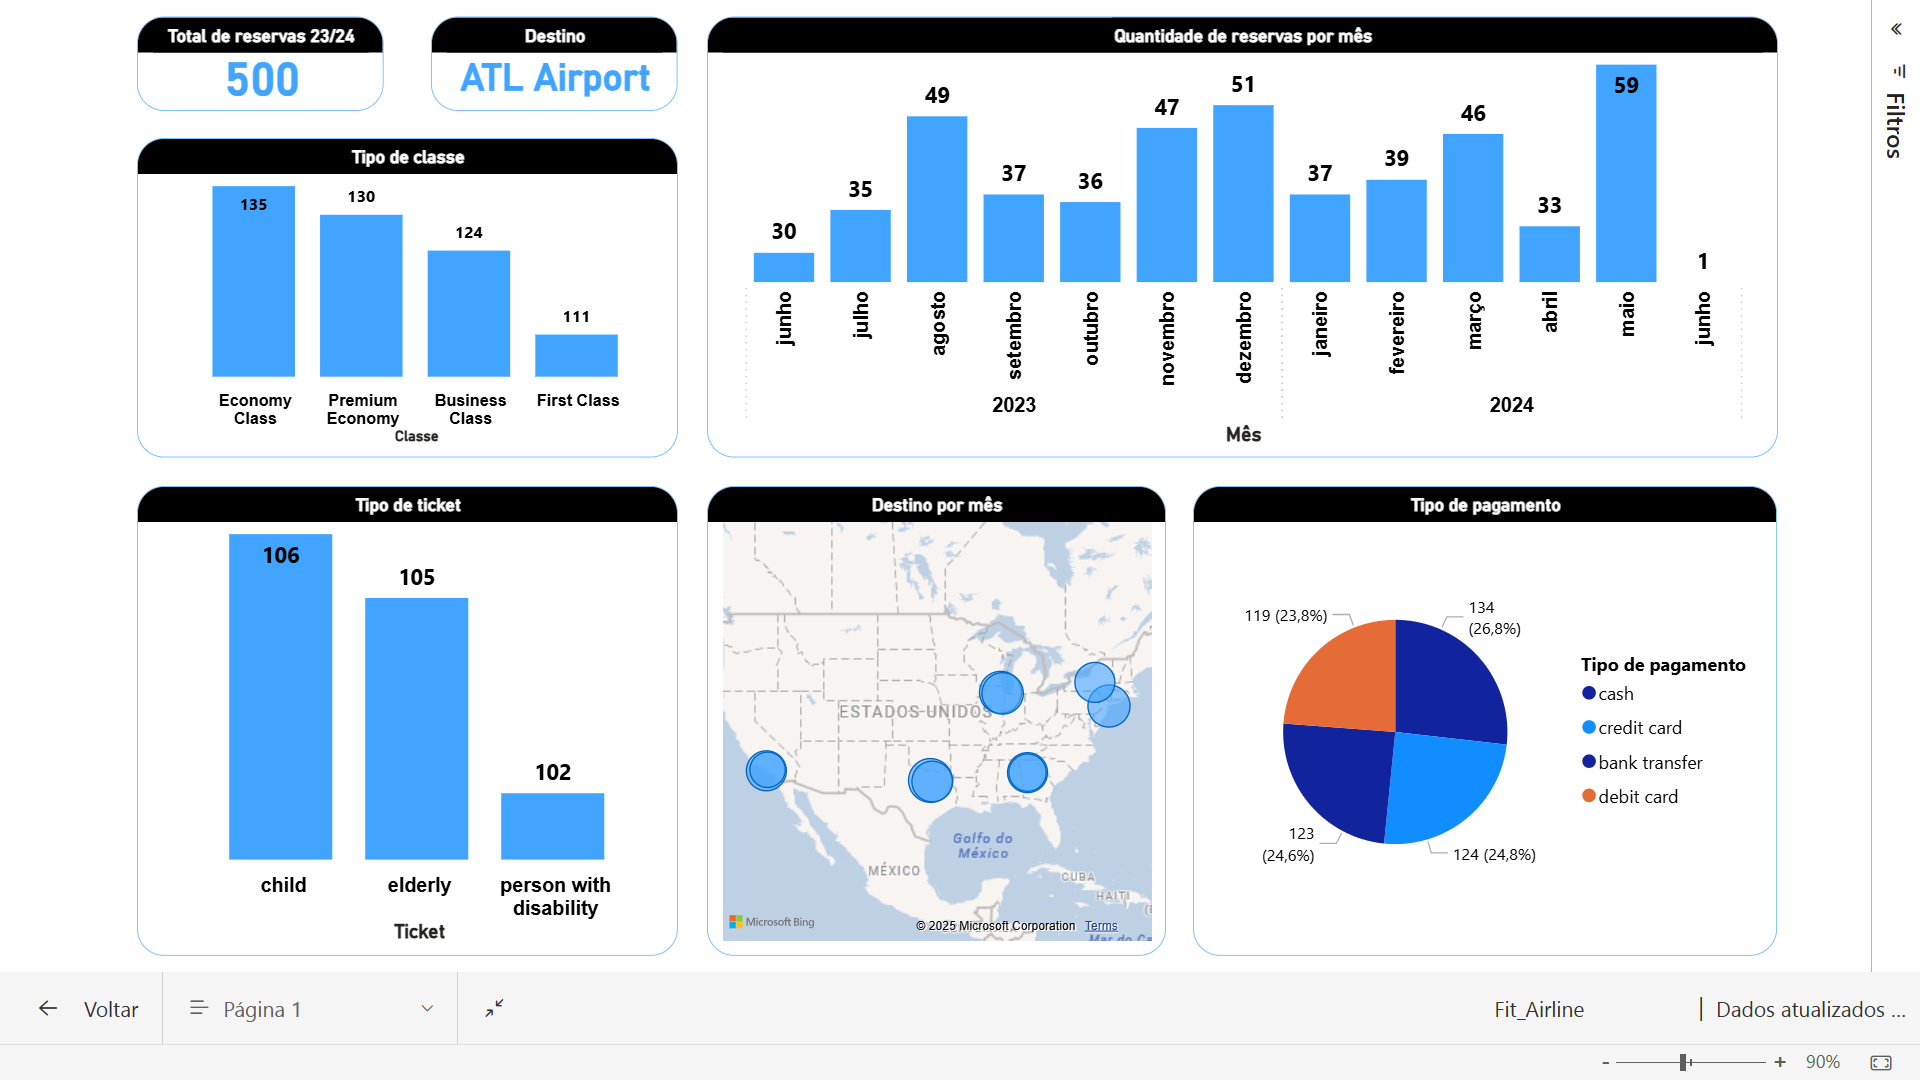 Total de reservas 23/24
500
Destino
ATL Airport
Quantidade de reservas por mês
30
35
49
37
36
47
51
37
39
46
33
59
1
junho
julho
agosto
setembro
outubro
novembro
dezembro
janeiro
fevereiro
março
abril
maio
junho
2023
2024
Mês
Filtros
Tipo de classe
135
130
124
111
Economy
Class
Premium
Economy
Business
Class
First Class
Classe
Tipo de ticket
106
105
102
child
elderly
person with
disability
Ticket
Destino por mês
ESTADOS UNIDOS
Golfo do
México
MÉXICO
CUBA
HAITI
Microsoft Bing
© 2025 Microsoft Corporation
Terms
Mar do Ca
Tipo de pagamento
119 (23,8%)
134
(26,8%)
123
(24,6%)
124 (24,8%)
Tipo de pagamento
cash
credit card
bank transfer
debit card
Voltar
Página 1
Fit_Airline
| Dados atualizados ...
- + 90%